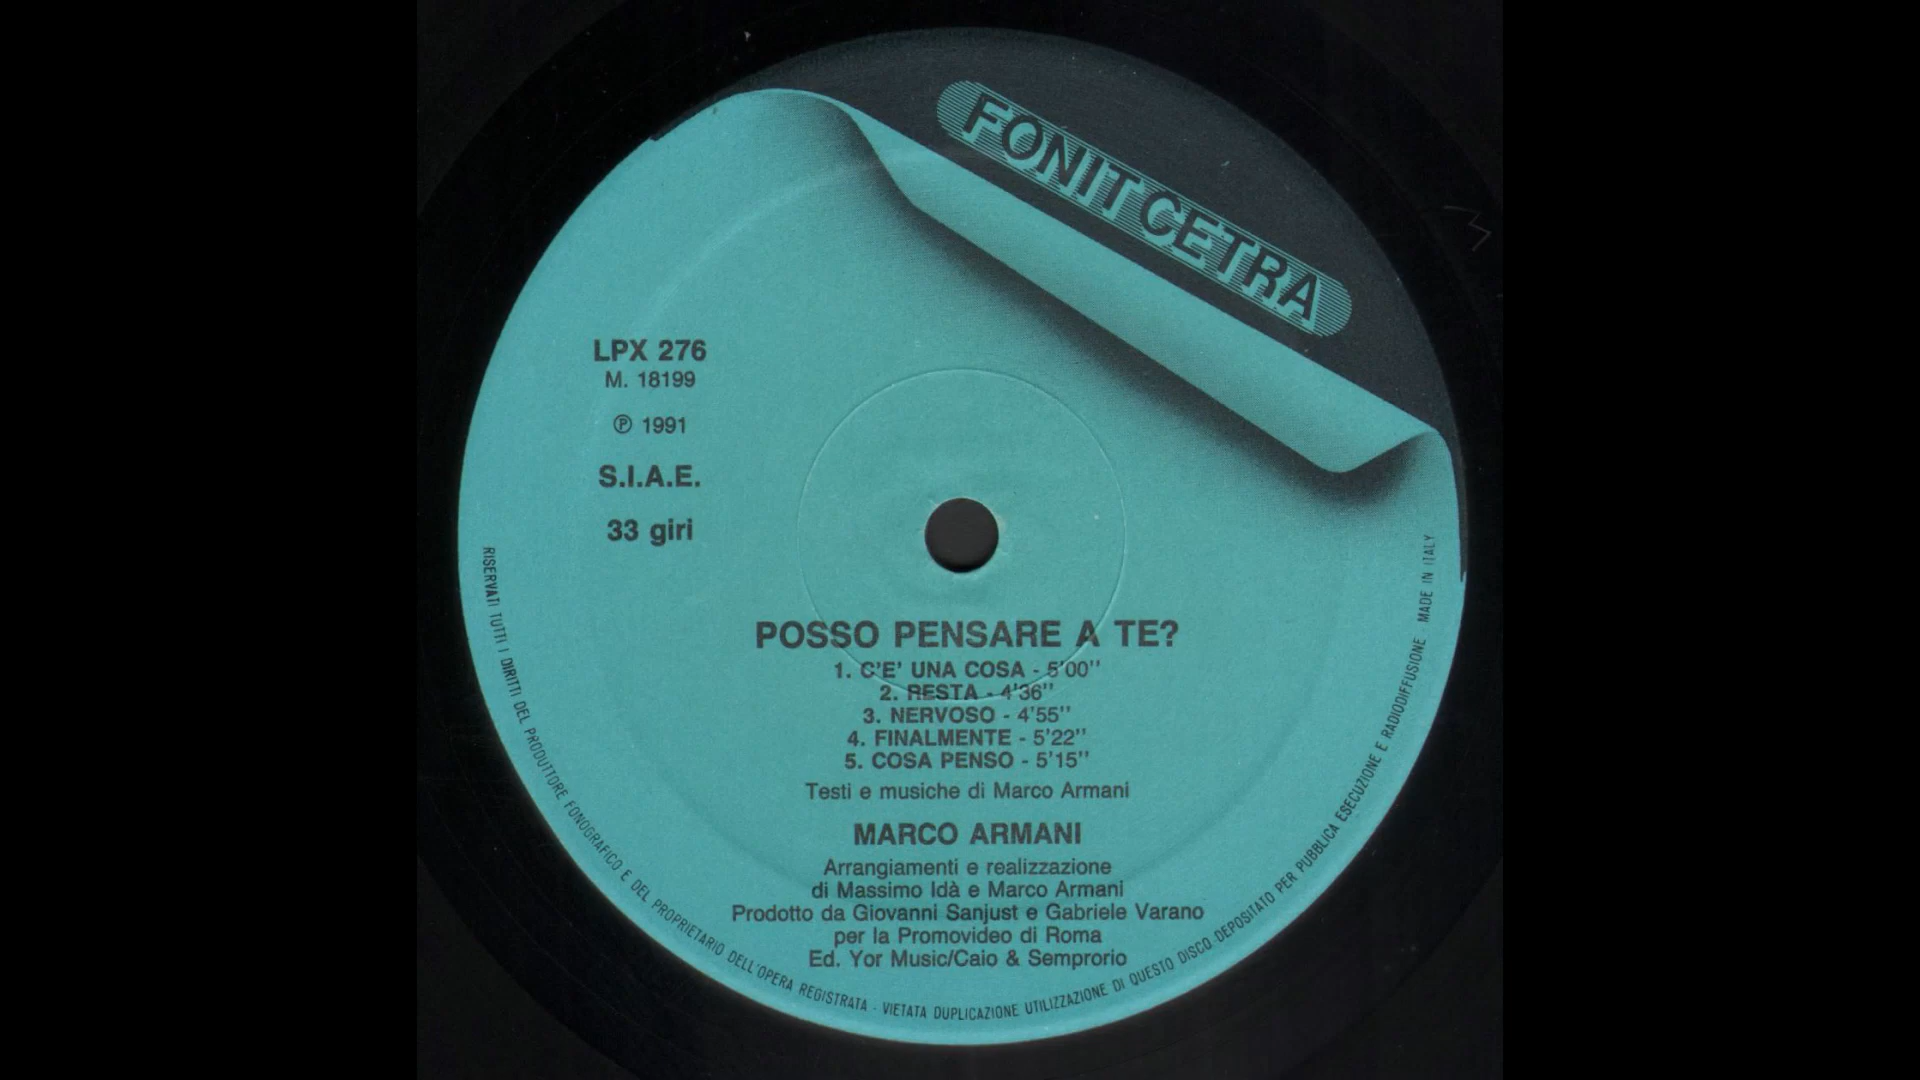 FONIT CETRA
LPX 276
M. 18199
℗ 1991
S.I.A.E.
33 giri
POSSO PENSARE A TE?
1. C'E' UNA COSA - 5'00''
2. RESTA - 4'36''
3. NERVOSO - 4'55''
4. FINALMENTE - 5'22''
5. COSA PENSO - 5'15''
Testi e musiche di Marco Armani
MARCO ARMANI
Arrangiamenti e realizzazione
di Massimo Idà e Marco Armani
Prodotto da Giovanni Sanjust e Gabriele Varano
per la Promovideo di Roma
Ed. Yor Music/Caio & Semprorio
RISERVATI TUTTI I DIRITTI DEL PRODUTTORE FONOGRAFICO E DEL PROPRIETARIO DELL'OPERA REGISTRATA - VIETATA DUPLICAZIONE UTILIZZAZIONE DI QUESTO DISCO DEPOSITATO PER PUBBLICA ESECUZIONE E RADIODIFFUSIONE - MADE IN ITALY